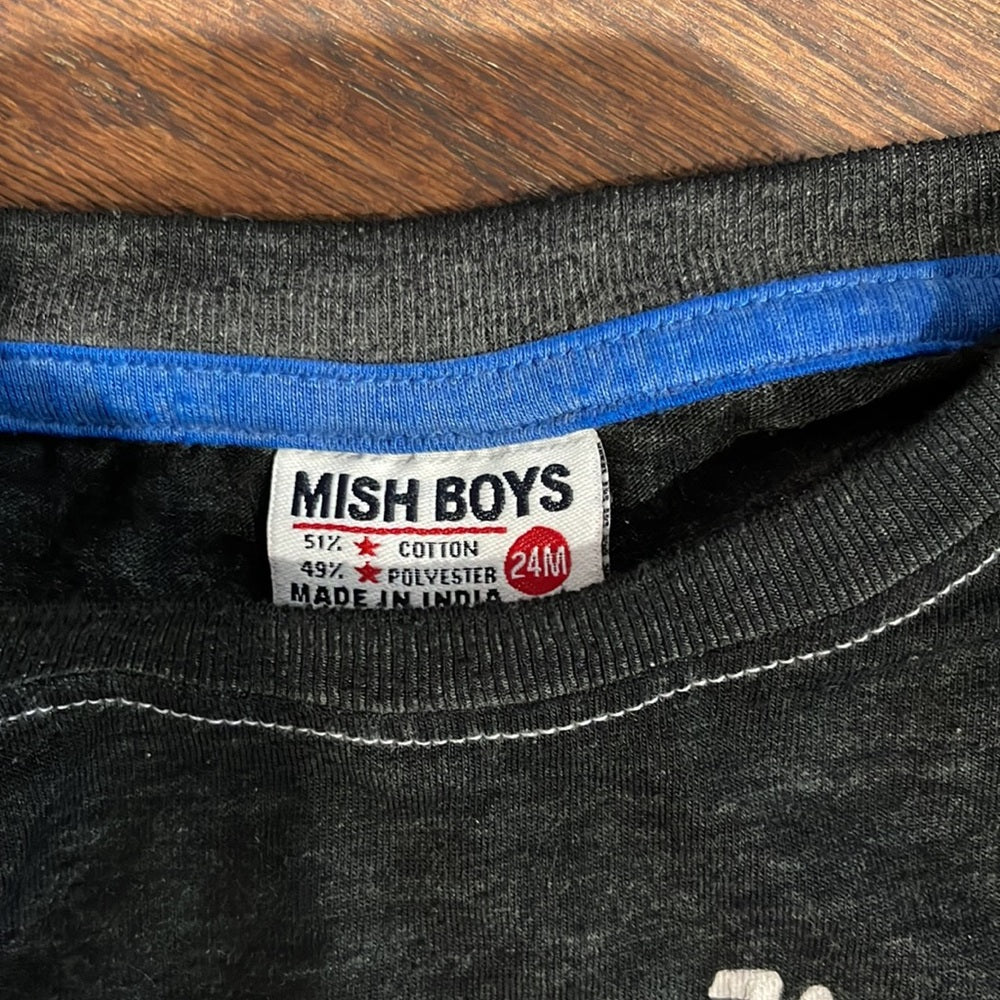 MISH BOYS
51% ★ COTTON
49% ★ POLYESTER
24M
MADE IN INDIA